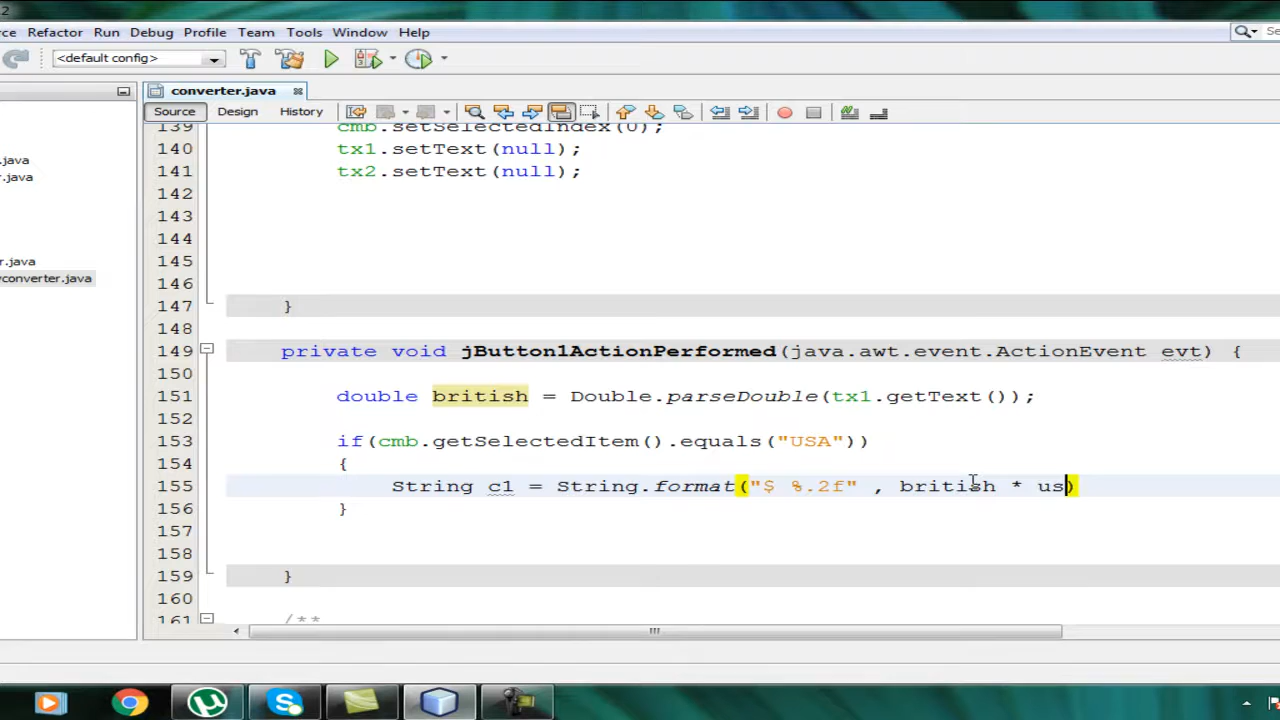 2
ce Refactor Run Debug Profile Team Tools Window Help
<default config>
converter.java
Source Design History
.java
r.java
r.java
yconverter.java
139 cmb.setSelectedIndex(0);
140 tx1.setText(null);
141 tx2.setText(null);
142
143
144
145
146
147 }
148
149 private void jButton1ActionPerformed(java.awt.event.ActionEvent evt) {
150
151 double british = Double.parseDouble(tx1.getText());
152
153 if(cmb.getSelectedItem().equals("USA"))
154 {
155 String c1 = String.format("$ %.2f" , british * us)
156 }
157
158
159 }
160
161 /**